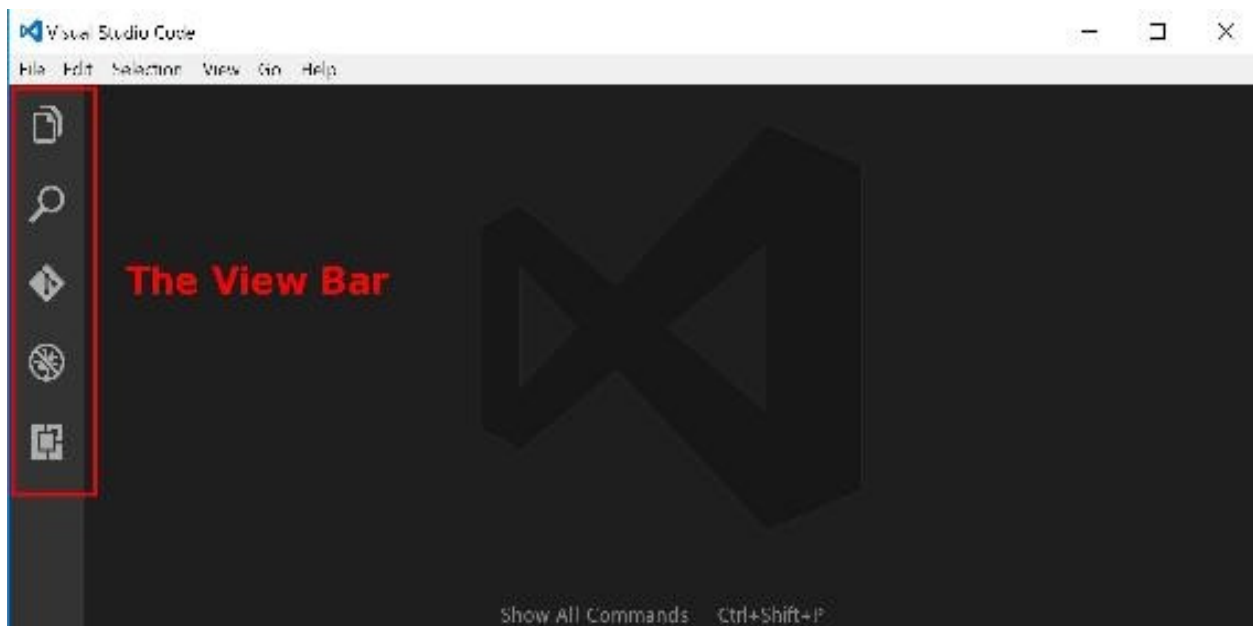 Visual Studio Code
File Edit Selection View Go Help
The View Bar
Show All Commands Ctrl+Shift+P